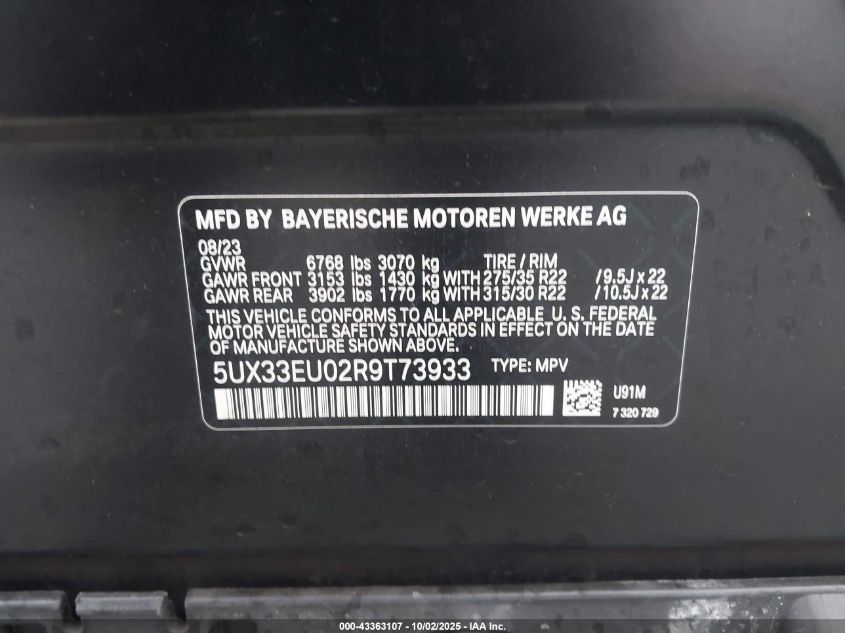 MFD BY BAYERISCHE MOTOREN WERKE AG
08/23
GVWR 6768 lbs 3070 kg TIRE / RIM
GAWR FRONT 3153 lbs 1430 kg WITH 275/35 R22 / 9.5J x 22
GAWR REAR 3902 lbs 1770 kg WITH 315/30 R22 / 10.5J x 22
THIS VEHICLE CONFORMS TO ALL APPLICABLE U. S. FEDERAL
MOTOR VEHICLE SAFETY STANDARDS IN EFFECT ON THE DATE
OF MANUFACTURE SHOWN ABOVE.
5UX33EU02R9T73933 TYPE: MPV
U91M
7 320 729
000-43363107 - 10/02/2025 - IAA Inc.